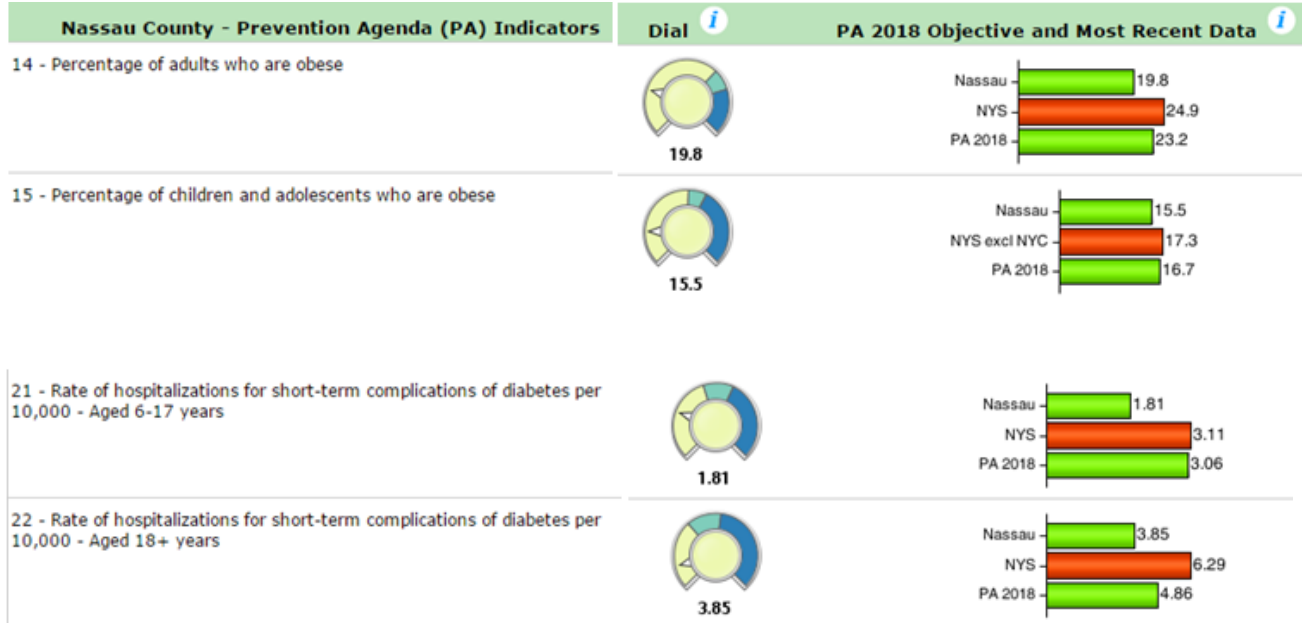 Nassau County - Prevention Agenda (PA) Indicators
Dial i
PA 2018 Objective and Most Recent Data i
14 - Percentage of adults who are obese
19.8
Nassau 19.8
NYS 24.9
PA 2018 23.2
15 - Percentage of children and adolescents who are obese
15.5
Nassau 15.5
NYS excl NYC 17.3
PA 2018 16.7
21 - Rate of hospitalizations for short-term complications of diabetes per
10,000 - Aged 6-17 years
1.81
Nassau 1.81
NYS 3.11
PA 2018 3.06
22 - Rate of hospitalizations for short-term complications of diabetes per
10,000 - Aged 18+ years
3.85
Nassau 3.85
NYS 6.29
PA 2018 4.86